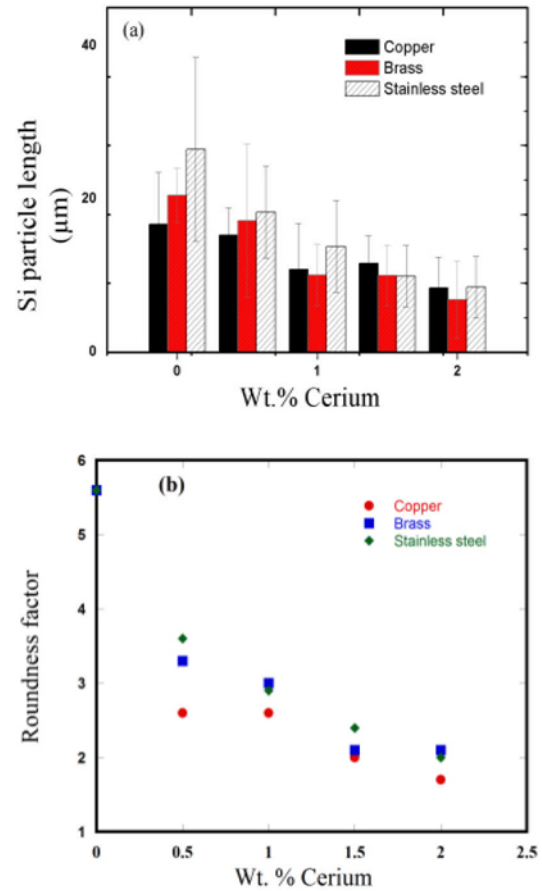 (a)
Copper
Brass
Stainless steel
40
20
0
Si particle length
(µm)
0
1
2
Wt.% Cerium
(b)
Copper
Brass
Stainless steel
6
5
4
3
2
1
Roundness factor
0
0.5
1
1.5
2
2.5
Wt. % Cerium